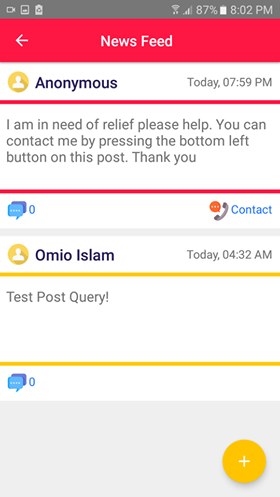 87% 8:02 PM
News Feed
Anonymous Today, 07:59 PM
I am in need of relief please help. You can
contact me by pressing the bottom left
button on this post. Thank you
0 Contact
Omio Islam Today, 04:32 AM
Test Post Query!
0
+